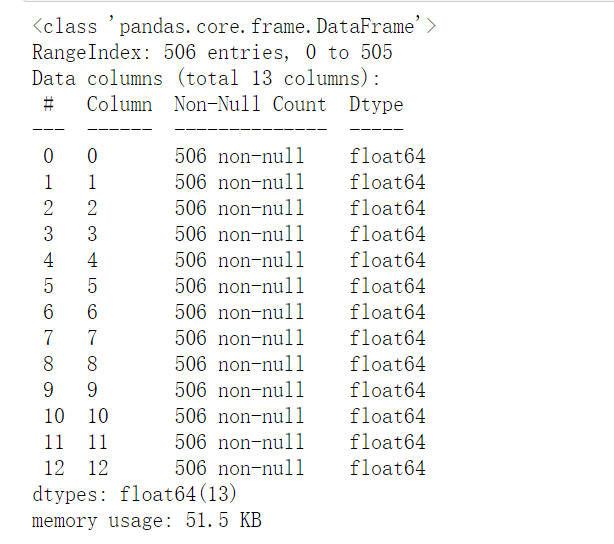 <class 'pandas.core.frame.DataFrame'>
RangeIndex: 506 entries, 0 to 505
Data columns (total 13 columns):
 #   Column  Non-Null Count  Dtype
---  ------  --------------  -----
 0   0       506 non-null    float64
 1   1       506 non-null    float64
 2   2       506 non-null    float64
 3   3       506 non-null    float64
 4   4       506 non-null    float64
 5   5       506 non-null    float64
 6   6       506 non-null    float64
 7   7       506 non-null    float64
 8   8       506 non-null    float64
 9   9       506 non-null    float64
 10  10      506 non-null    float64
 11  11      506 non-null    float64
 12  12      506 non-null    float64
dtypes: float64(13)
memory usage: 51.5 KB